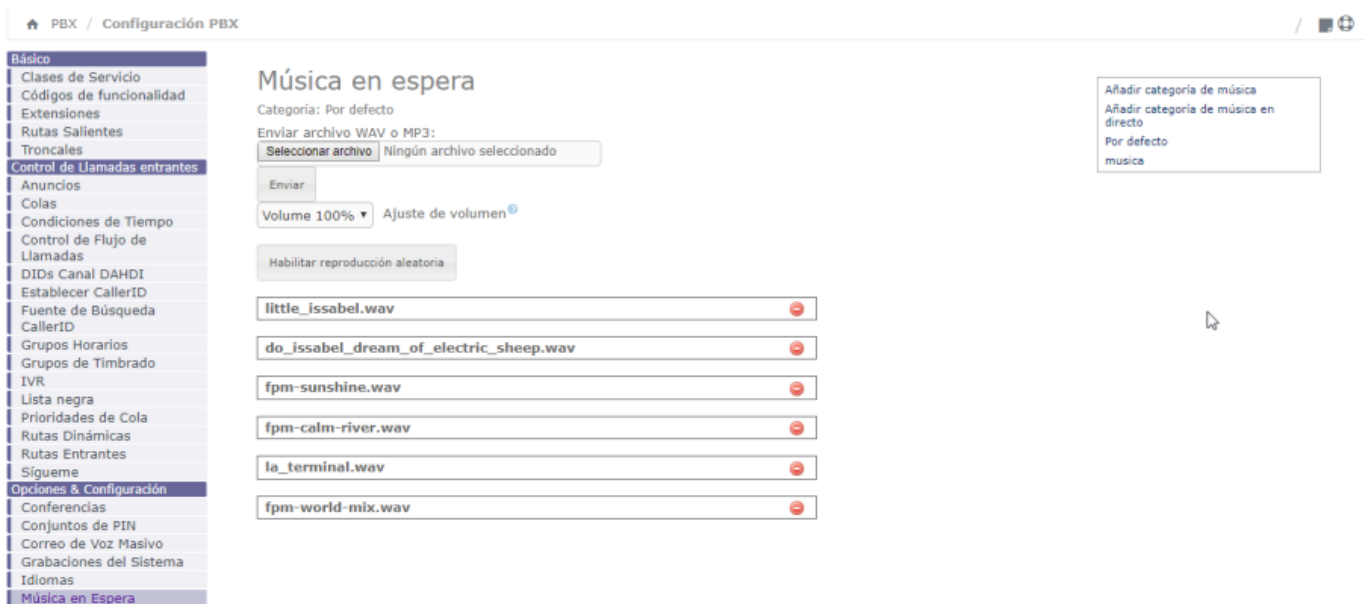 PBX / Configuración PBX
/
Básico
Clases de Servicio
Códigos de funcionalidad
Extensiones
Rutas Salientes
Troncales
Control de Llamadas entrantes
Anuncios
Colas
Condiciones de Tiempo
Control de Flujo de
Llamadas
DIDs Canal DAHDI
Establecer CallerID
Fuente de Búsqueda
CallerID
Grupos Horarios
Grupos de Timbrado
IVR
Lista negra
Prioridades de Cola
Rutas Dinámicas
Rutas Entrantes
Sígueme
Opciones & Configuración
Conferencias
Conjuntos de PIN
Correo de Voz Masivo
Grabaciones del Sistema
Idiomas
Música en Espera
Música en espera
Categoría: Por defecto
Enviar archivo WAV o MP3:
Seleccionar archivo Ningún archivo seleccionado
Enviar
Volume 100% Ajuste de volumen
Habilitar reproducción aleatoria
little_issabel.wav
do_issabel_dream_of_electric_sheep.wav
fpm-sunshine.wav
fpm-calm-river.wav
la_terminal.wav
fpm-world-mix.wav
Añadir categoría de música
Añadir categoría de música en
directo
Por defecto
musica